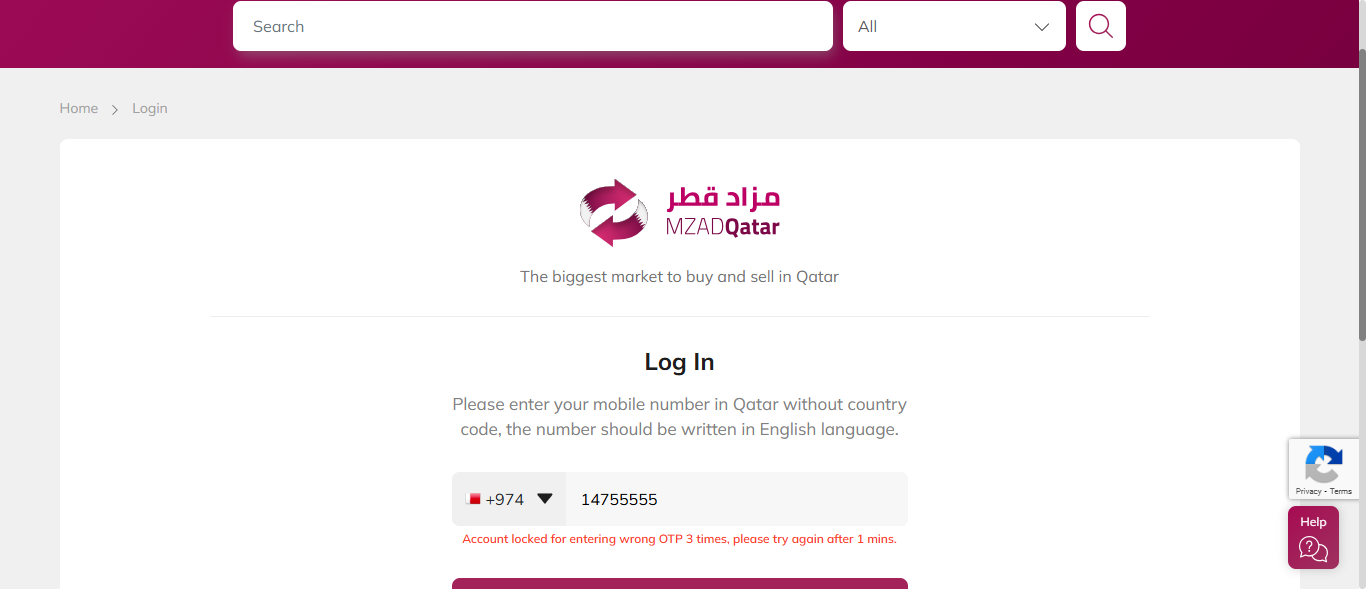 Search
All
Home
Login
مزاد قطر
MZADQatar
The biggest market to buy and sell in Qatar
Log In
Please enter your mobile number in Qatar without country
code, the number should be written in English language.
+974
14755555
Account locked for entering wrong OTP 3 times, please try again after 1 mins.
Privacy - Terms
Help